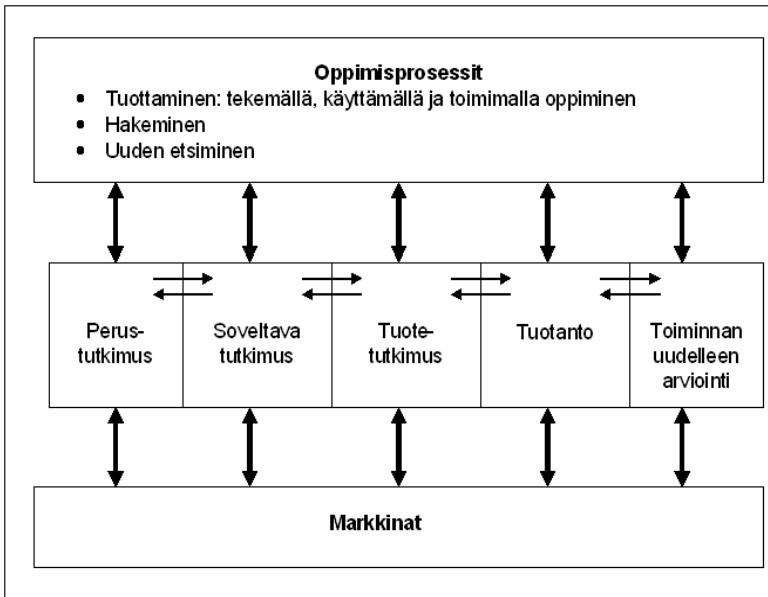 Oppimisprosessit
• Tuottaminen: tekemällä, käyttämällä ja toimimalla oppiminen
• Hakeminen
• Uuden etsiminen
Perus-
tutkimus
Soveltava
tutkimus
Tuote-
tutkimus
Tuotanto
Toiminnan
uudelleen
arviointi
Markkinat